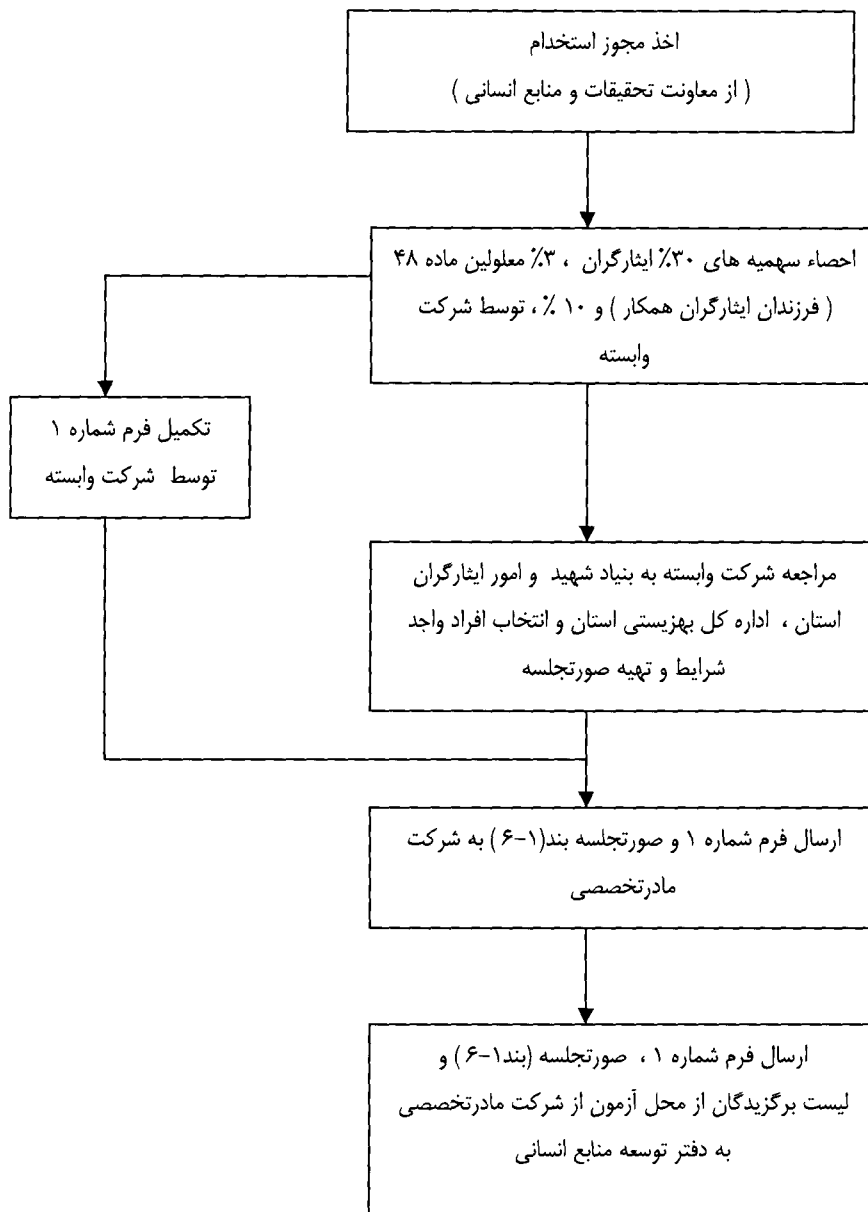 اخذ مجوز استخدام
( از معاونت تحقیقات و منابع انسانی )
احصاء سهمیه های ۳۰٪ ایثارگران ، ۳٪ معلولین ماده ۴۸
( فرزندان ایثارگران همکار ) و ۱۰ ٪ ، توسط شرکت
وابسته
تکمیل فرم شماره ۱
توسط شرکت وابسته
مراجعه شرکت وابسته به بنیاد شهید و امور ایثارگران
استان ، اداره کل بهزیستی استان و انتخاب افراد واجد
شرایط و تهیه صورتجلسه
ارسال فرم شماره ۱ و صورتجلسه بند(۱-۶ ) به شرکت
مادرتخصصی
ارسال فرم شماره ۱ ، صورتجلسه (بند۱-۶ ) و
لیست برگزیدگان از محل آزمون از شرکت مادرتخصصی
به دفتر توسعه منابع انسانی